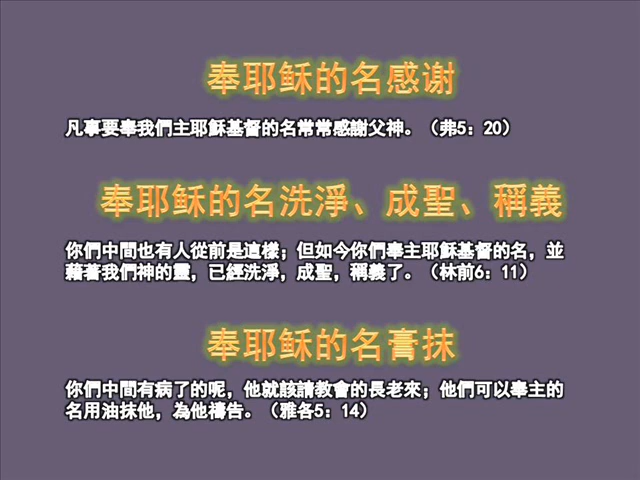 奉耶稣的名感谢
凡事要奉我們主耶穌基督的名常常感謝父神。（弗5：20）
奉耶稣的名洗淨、成聖、稱義
你們中間也有人從前是這樣；但如今你們奉主耶穌基督的名，並
藉著我們神的靈，已經洗淨，成聖，稱義了。（林前6：11）
奉耶稣的名膏抹
你們中間有病了的呢，他就該請教會的長老來；他們可以奉主的
名用油抹他，為他禱告。（雅各5：14）